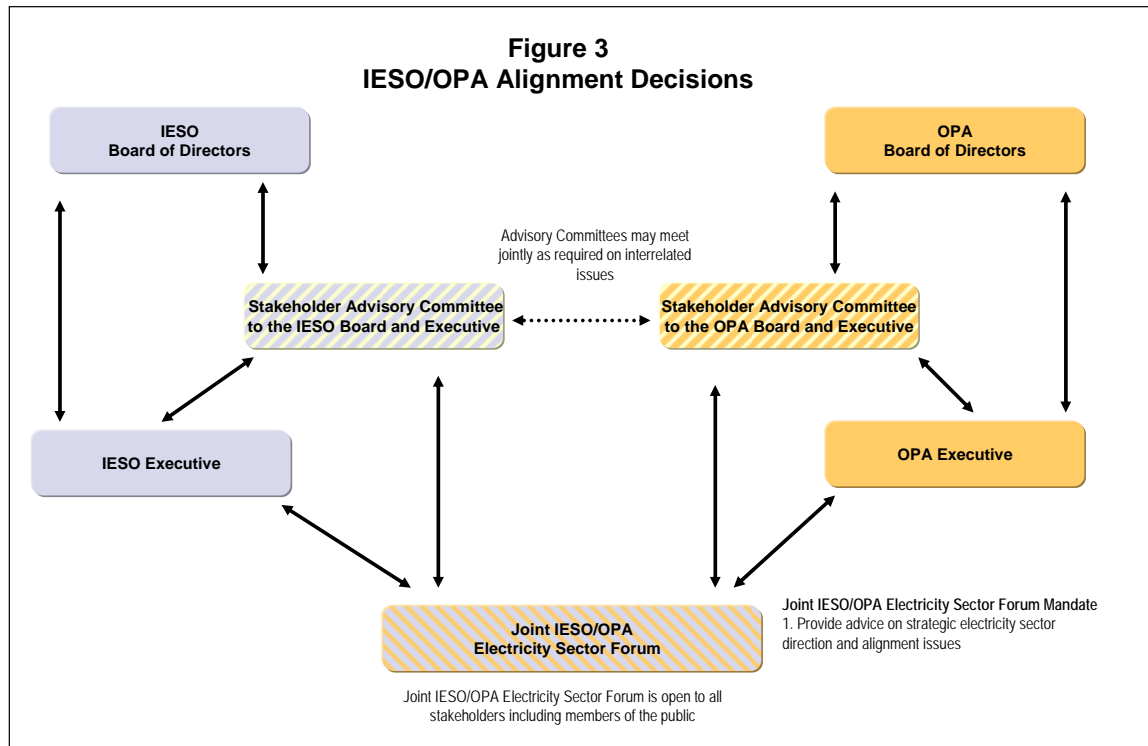 Figure 3
IESO/OPA Alignment Decisions
IESO
Board of Directors
OPA
Board of Directors
Advisory Committees may meet
jointly as required on interrelated
issues
Stakeholder Advisory Committee
to the IESO Board and Executive
Stakeholder Advisory Committee
to the OPA Board and Executive
IESO Executive
OPA Executive
Joint IESO/OPA
Electricity Sector Forum
Joint IESO/OPA Electricity Sector Forum Mandate
1. Provide advice on strategic electricity sector
direction and alignment issues
Joint IESO/OPA Electricity Sector Forum is open to all
stakeholders including members of the public